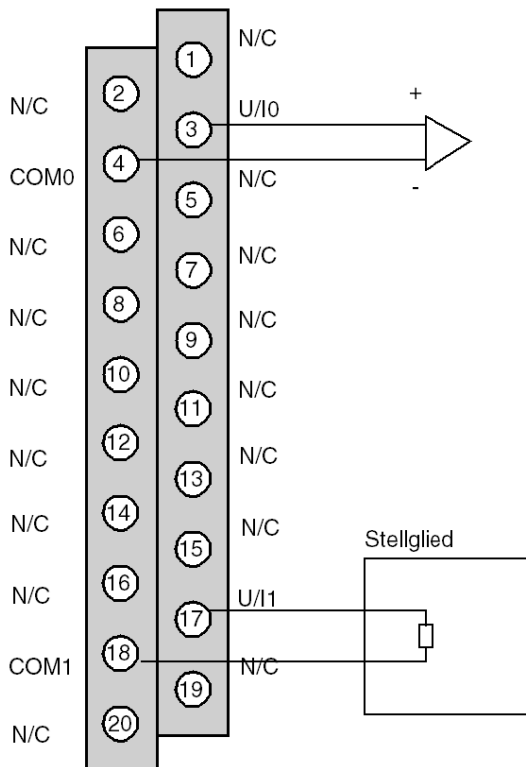 N/C
1
2
N/C
U/I0
+
3
4
COM0
N/C
-
5
6
N/C
N/C
7
8
N/C
N/C
9
10
N/C
N/C
11
12
N/C
N/C
13
14
N/C
N/C
15
Stellglied
16
N/C
U/I1
17
18
COM1
N/C
19
20
N/C